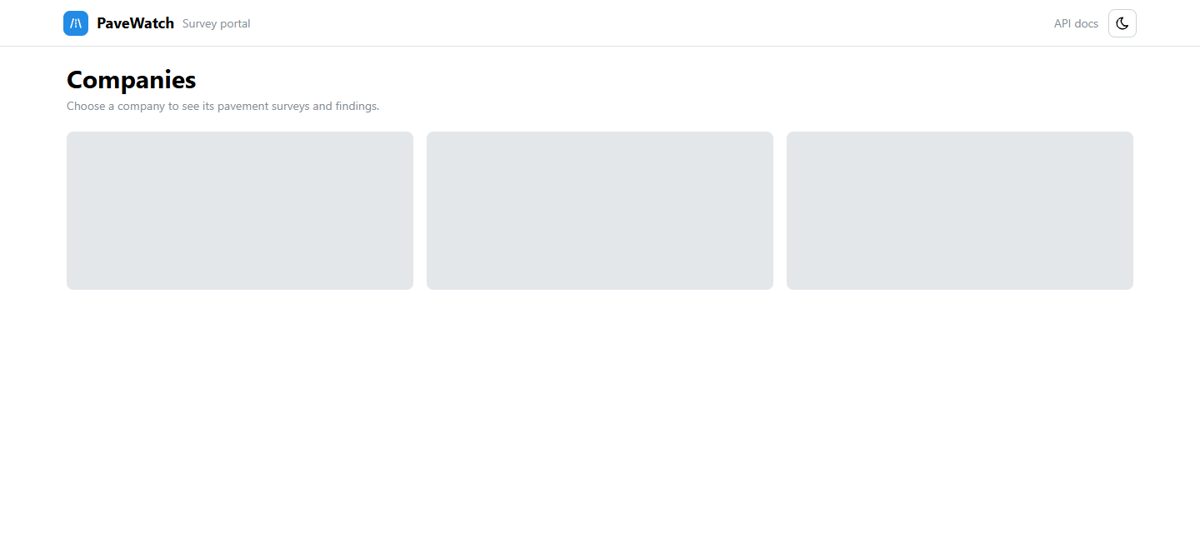 PaveWatch Survey portal API docs
Companies
Choose a company to see its pavement surveys and findings.